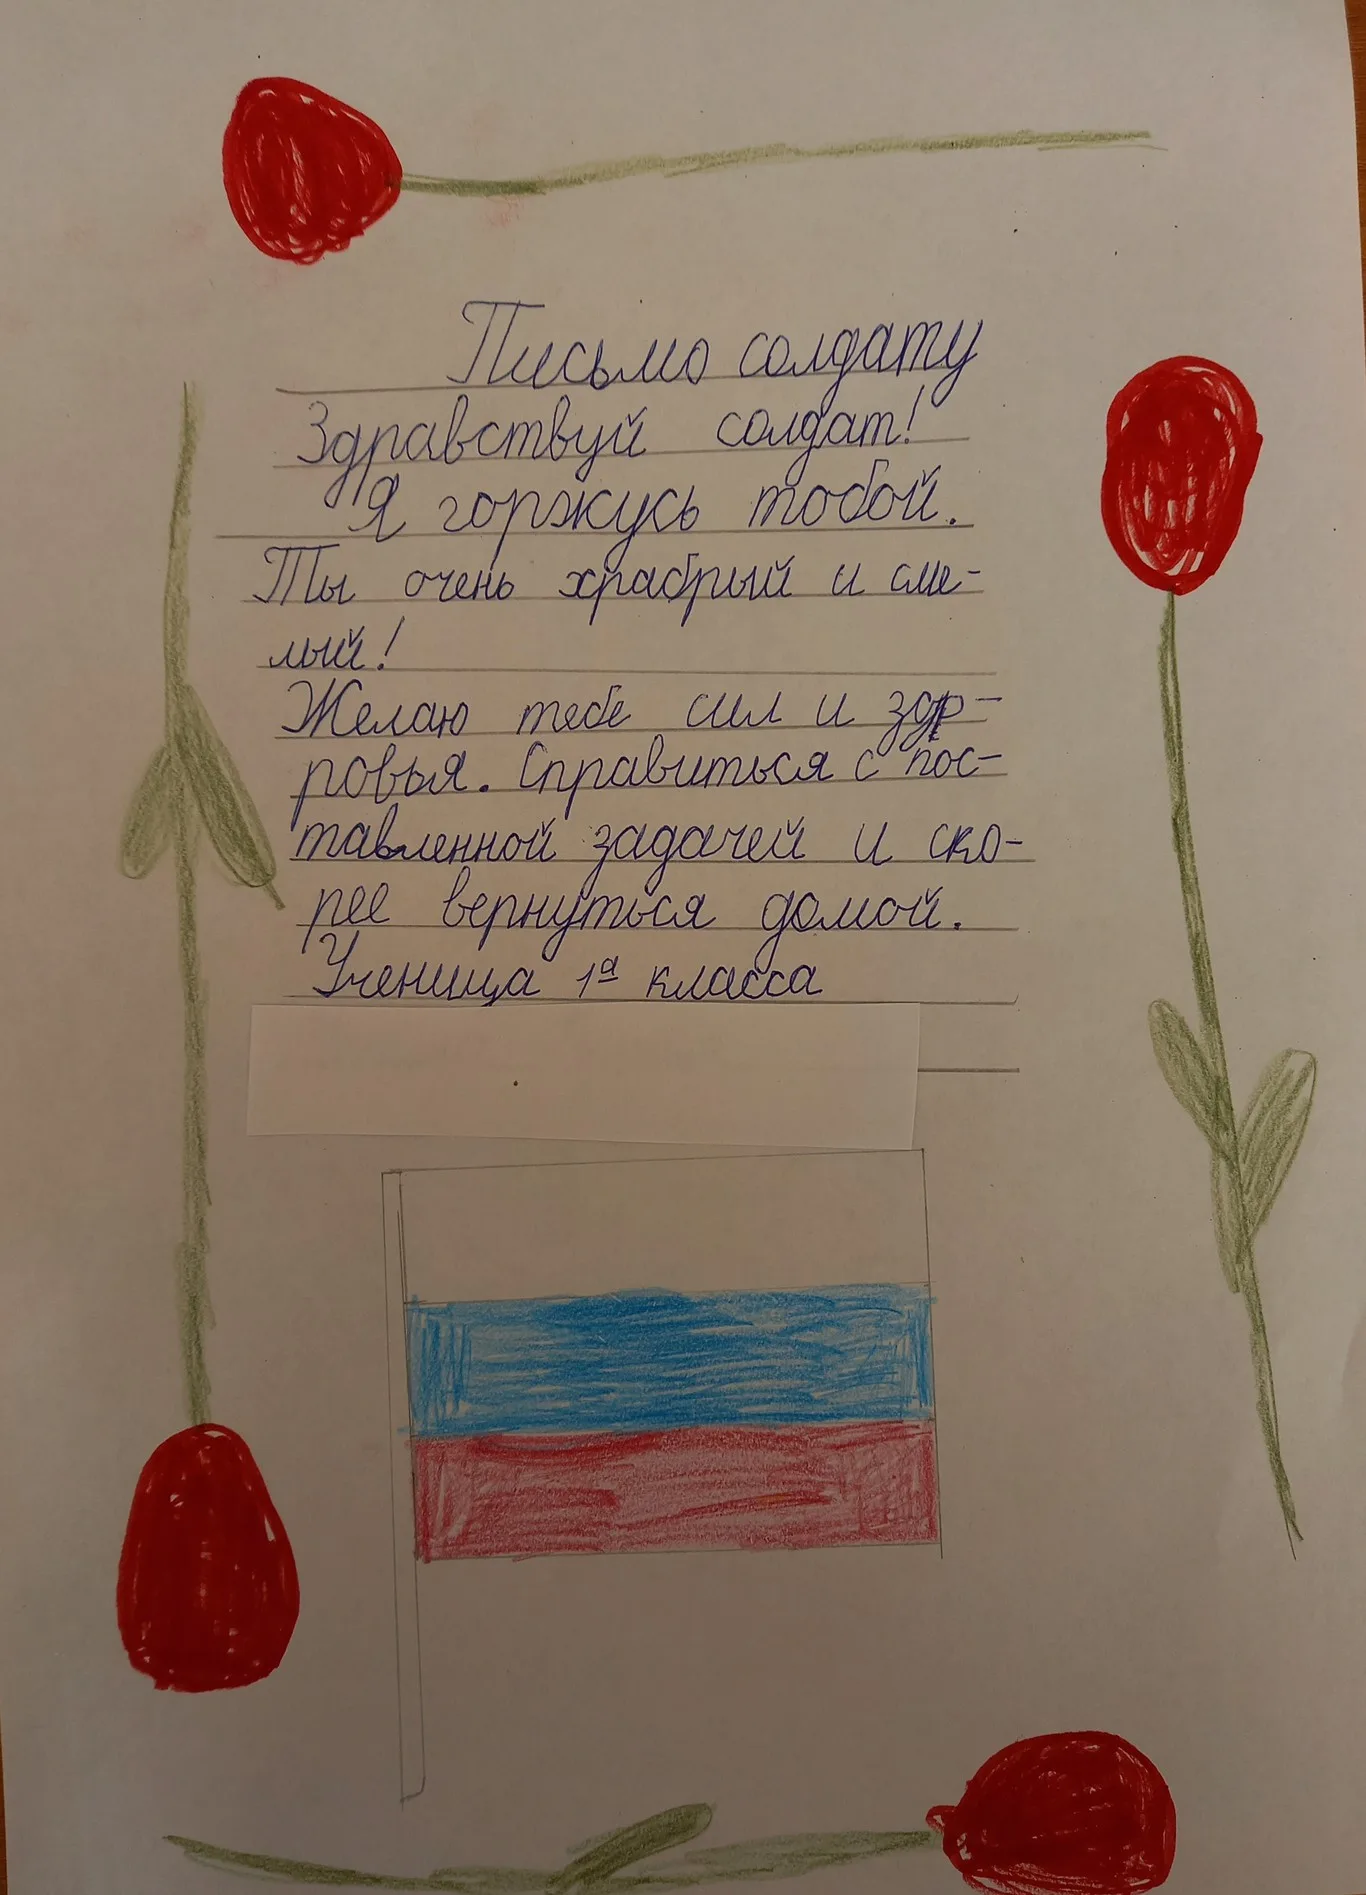 Письмо солдату
Здравствуй солдат!
Я горжусь тобой.
Ты очень храбрый и сме-
лый!
Желаю тебе сил и здр-
ровья. Справиться с пос-
тавленной задачей и ско-
рее вернуться домой.
Ученица 1а класса